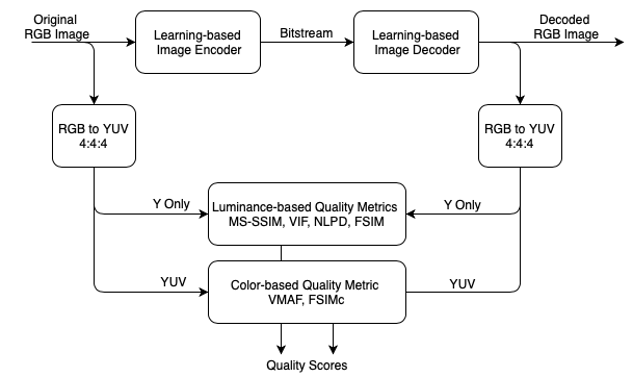 Original
RGB Image
Learning-based
Image Encoder
Bitstream
Learning-based
Image Decoder
Decoded
RGB Image
RGB to YUV
4:4:4
RGB to YUV
4:4:4
Y Only
Luminance-based Quality Metrics
MS-SSIM, VIF, NLPD, FSIM
Y Only
YUV
Color-based Quality Metric
VMAF, FSIMc
YUV
Quality Scores